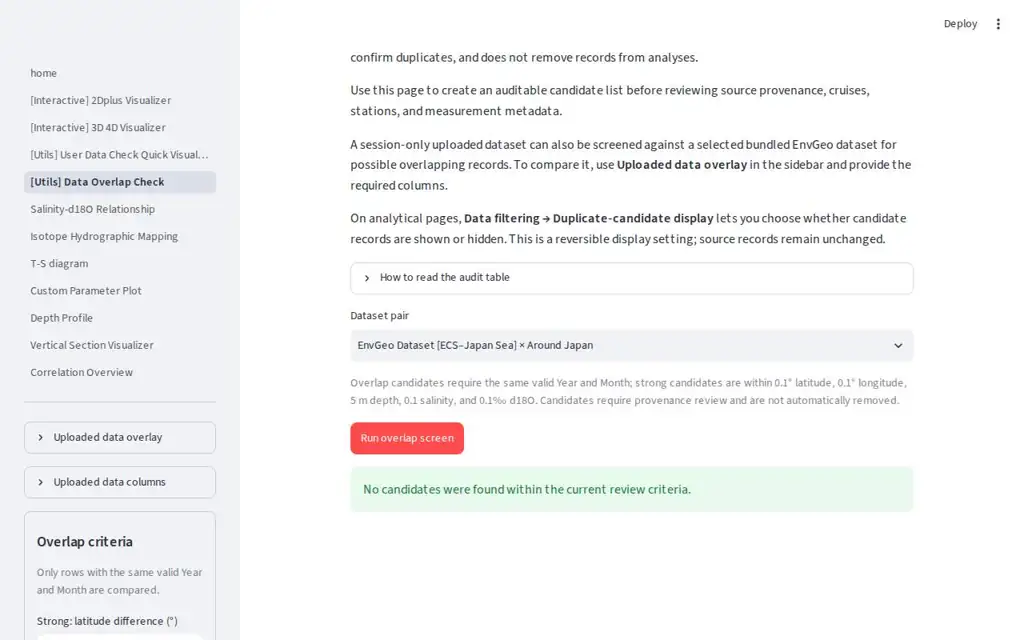 Deploy
home
[Interactive] 2Dplus Visualizer
[Interactive] 3D 4D Visualizer
[Utils] User Data Check Quick Visual...
[Utils] Data Overlap Check
Salinity-d18O Relationship
Isotope Hydrographic Mapping
T-S diagram
Custom Parameter Plot
Depth Profile
Vertical Section Visualizer
Correlation Overview
Uploaded data overlay
Uploaded data columns
Overlap criteria
Only rows with the same valid Year
and Month are compared.
Strong: latitude difference (°)
confirm duplicates, and does not remove records from analyses.
Use this page to create an auditable candidate list before reviewing source provenance, cruises,
stations, and measurement metadata.
A session-only uploaded dataset can also be screened against a selected bundled EnvGeo dataset for
possible overlapping records. To compare it, use Uploaded data overlay in the sidebar and provide the
required columns.
On analytical pages, Data filtering → Duplicate-candidate display lets you choose whether candidate
records are shown or hidden. This is a reversible display setting; source records remain unchanged.
How to read the audit table
Dataset pair
EnvGeo Dataset [ECS–Japan Sea] × Around Japan
Overlap candidates require the same valid Year and Month; strong candidates are within 0.1° latitude, 0.1° longitude,
5 m depth, 0.1 salinity, and 0.1‰ d18O. Candidates require provenance review and are not automatically removed.
Run overlap screen
No candidates were found within the current review criteria.